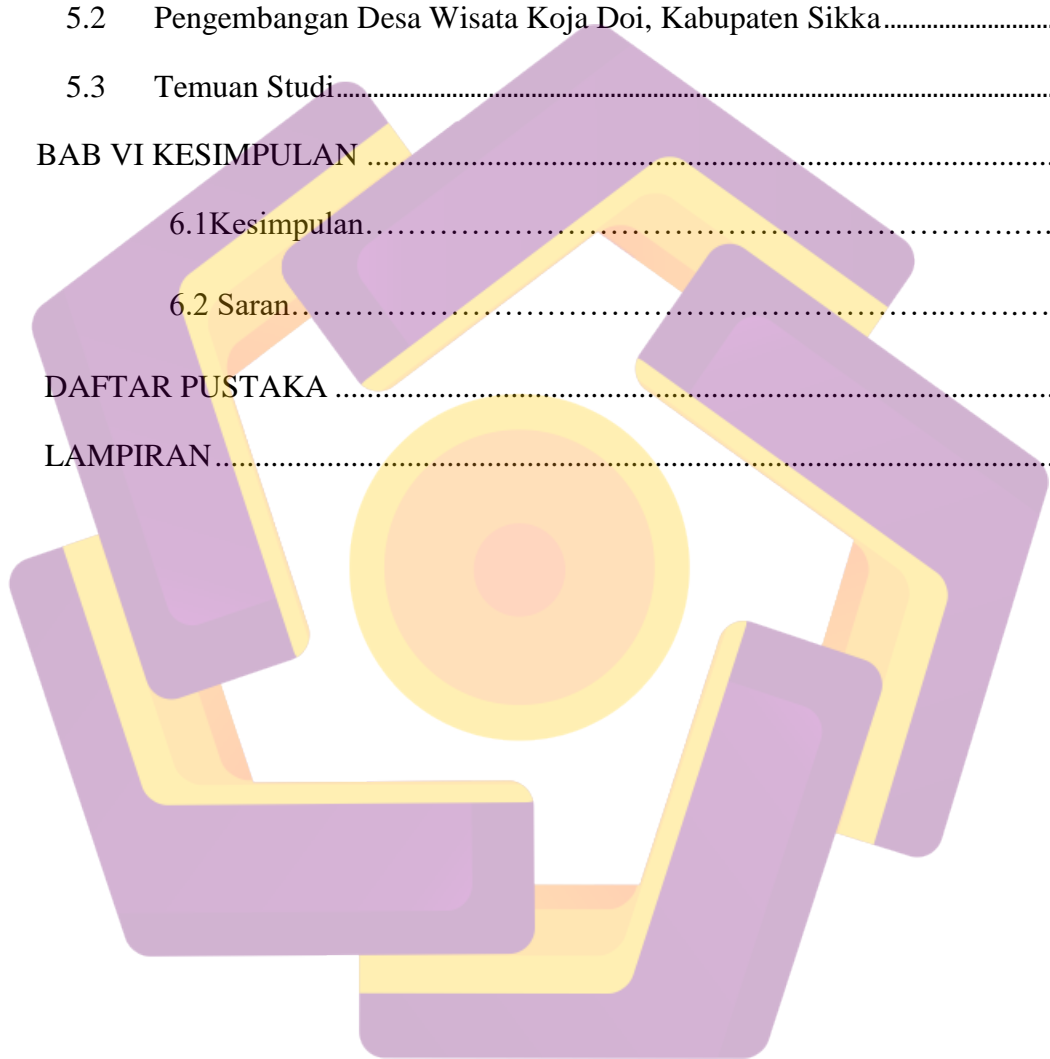 5.2 Pengembangan Desa Wisata Koja Doi, Kabupaten Sikka..............................
5.3 Temuan Studi..............................................................................................
BAB VI KESIMPULAN ..............................................................................
6.1Kesimpulan……………………………………………….….
6.2 Saran…………………………………………………...……….
DAFTAR PUSTAKA ..................................................................................
LAMPIRAN................................................................................................